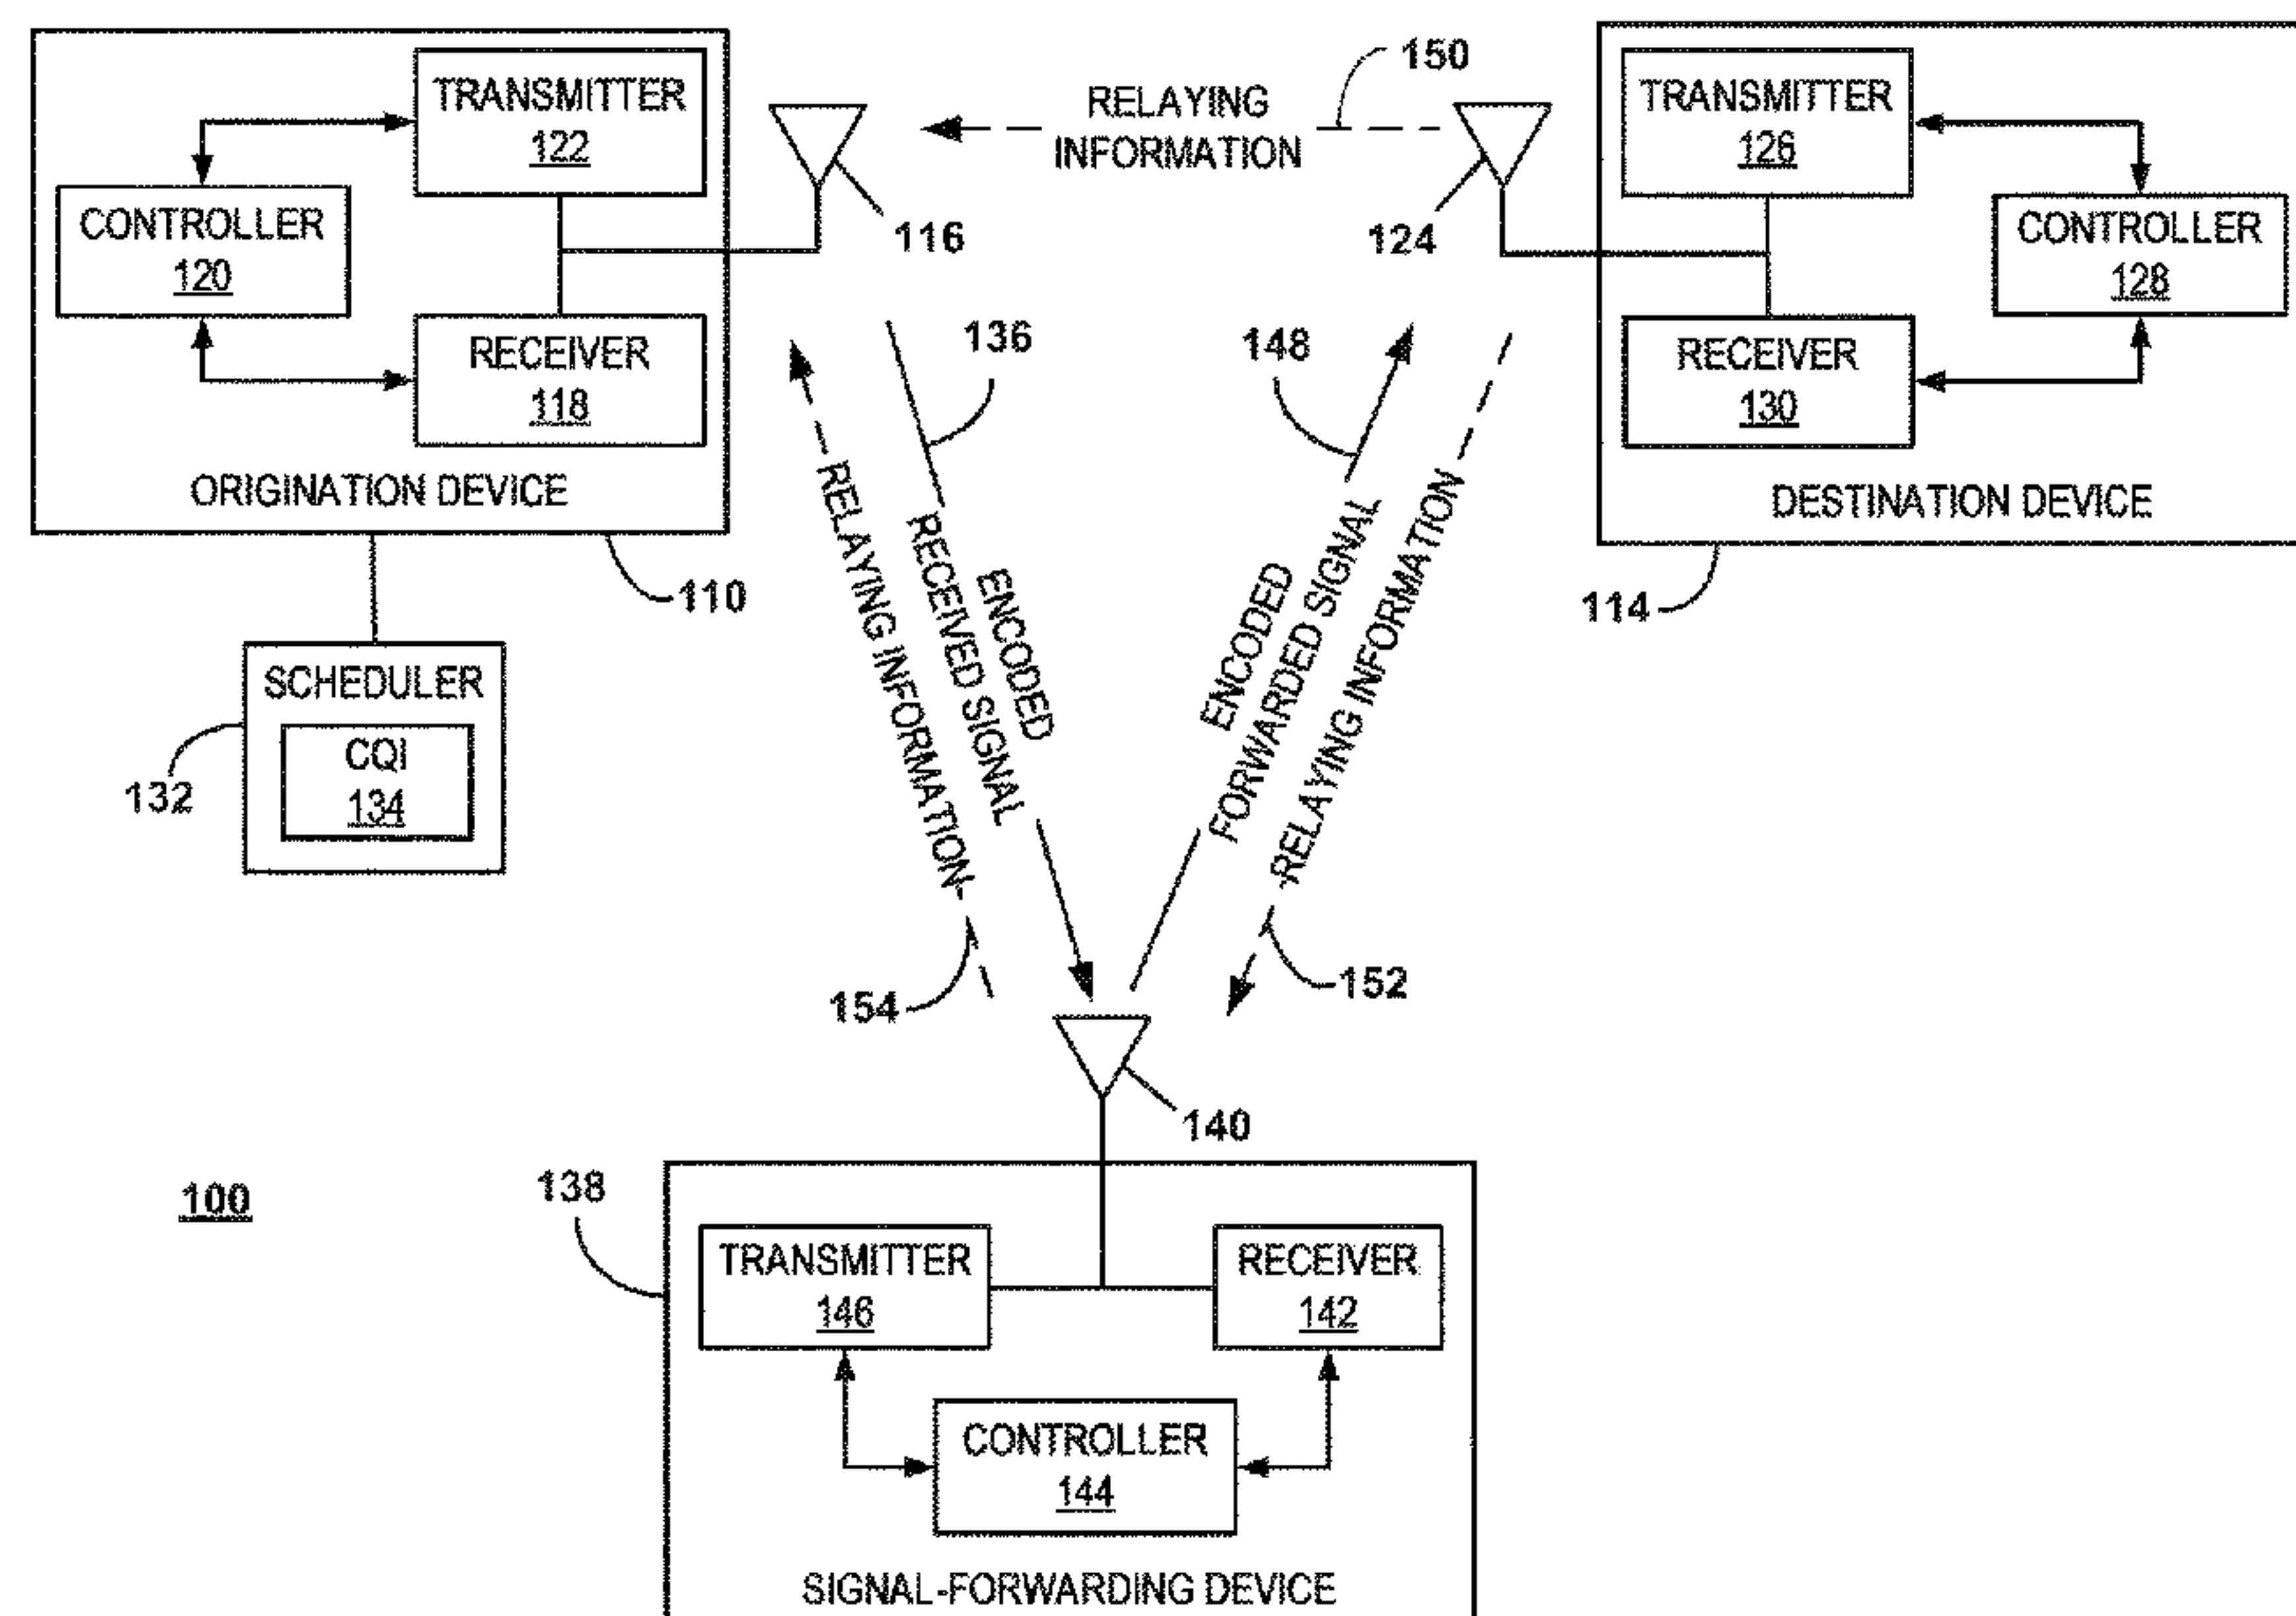 TRANSMITTER
122
CONTROLLER
120
RECEIVER
118
ORIGINATION DEVICE
110
116
RELAYING
INFORMATION
150
124
TRANSMITTER
126
CONTROLLER
128
RECEIVER
130
DESTINATION DEVICE
114
SCHEDULER
CQI
134
132
136
148
RELAYING INFORMATION
ENCODED
RECEIVED SIGNAL
ENCODED
FORWARDED SIGNAL
RELAYING INFORMATION
154
152
140
100
138
TRANSMITTER
146
RECEIVER
142
CONTROLLER
144
SIGNAL-FORWARDING DEVICE